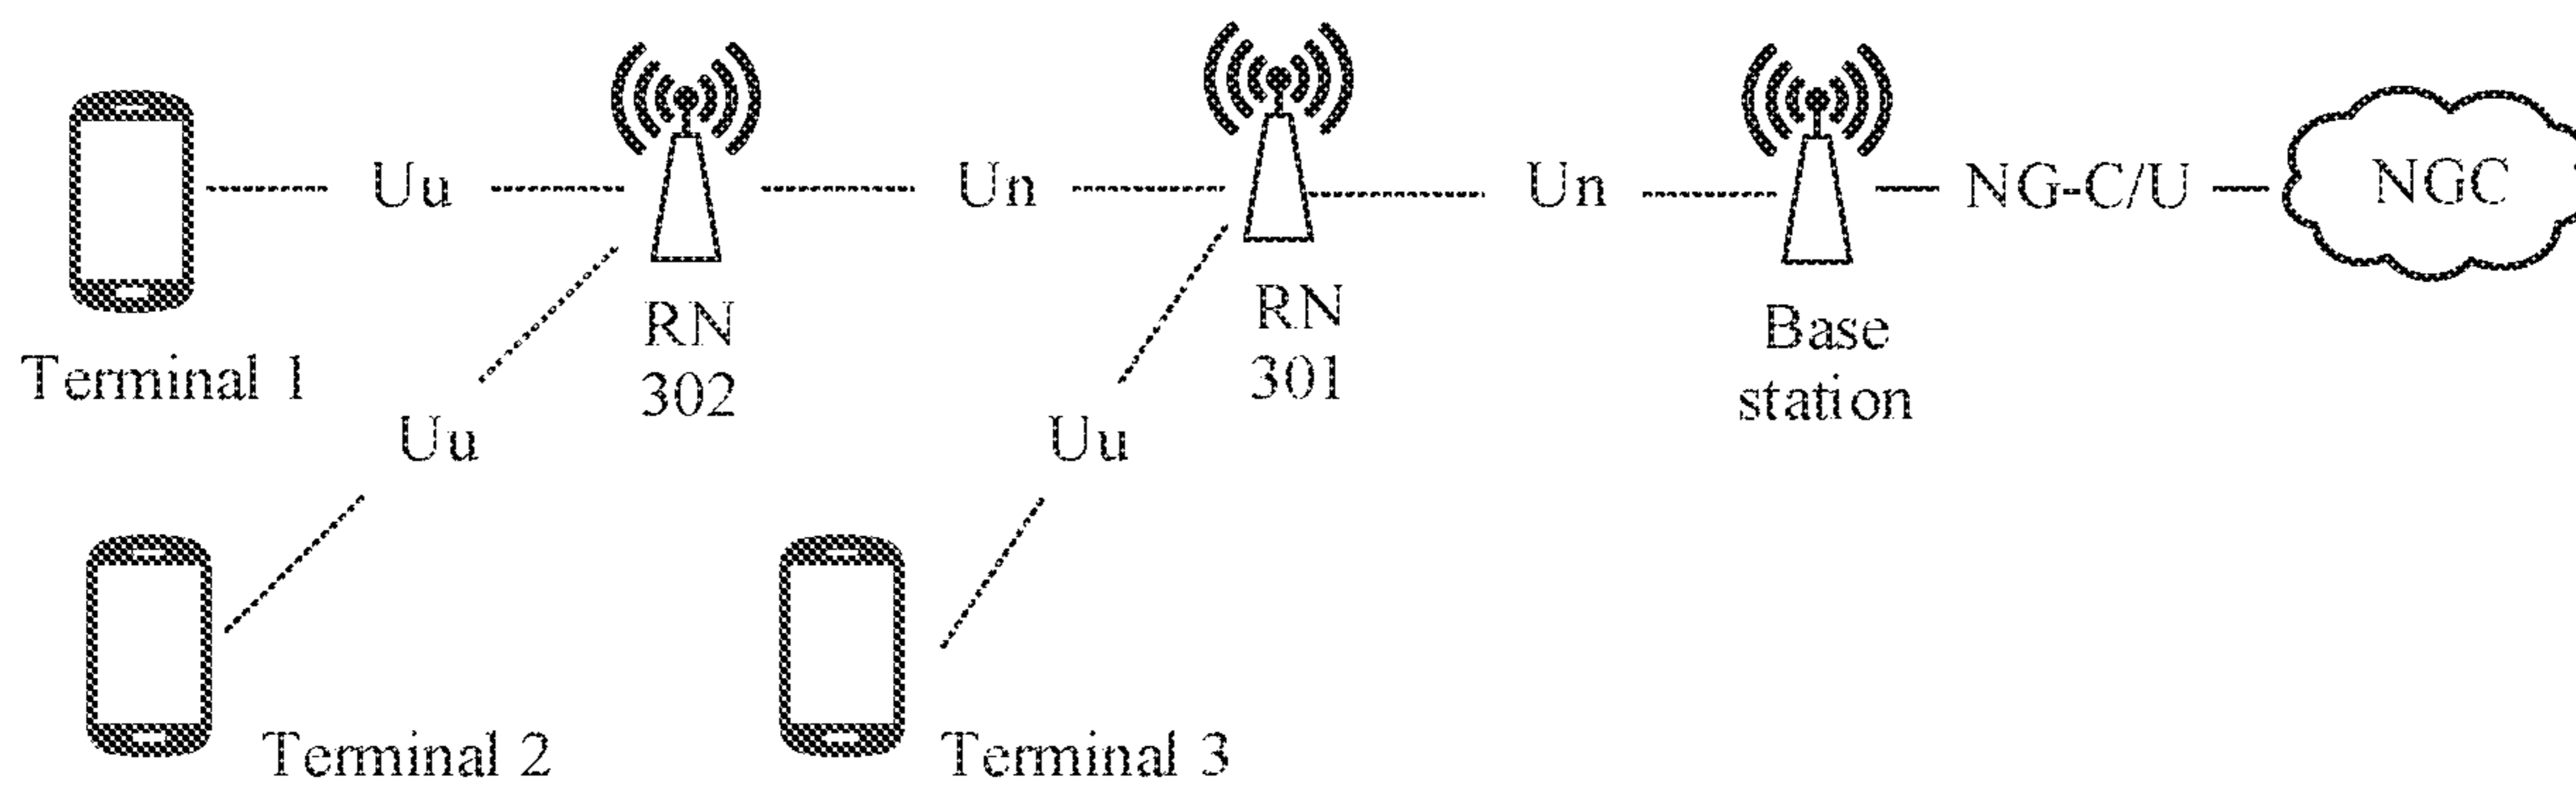 Uu
Un
Un
NG-C/U
NGC
Terminal 1
RN
302
RN
301
Base
station
Uu
Uu
Terminal 2
Terminal 3